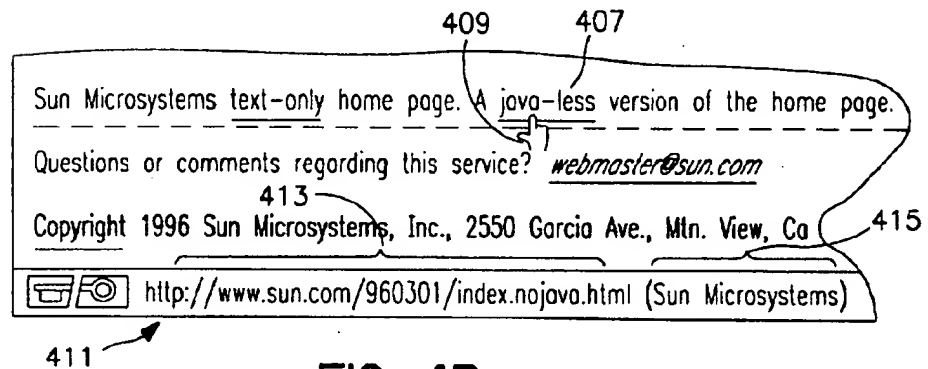 409 407
Sun Microsystems text-only home page. A java-less version of the home page.
Questions or comments regarding this service? webmaster@sun.com
413
Copyright 1996 Sun Microsystems, Inc., 2550 Garcia Ave., Mtn. View, Ca 415
http://www.sun.com/960301/index.nojava.html (Sun Microsystems)
411